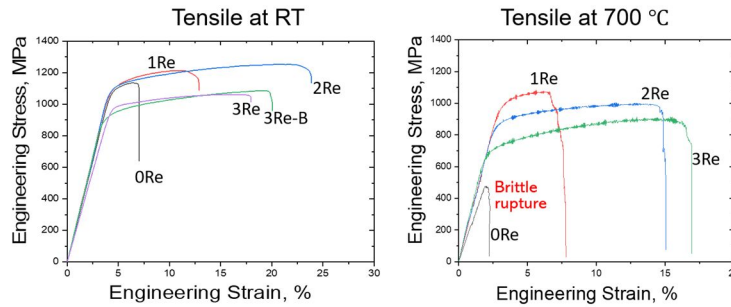 Tensile at RT
Engineering Stress, MPa
1400
1200
1000
800
600
400
200
0
1Re
2Re
3Re
3Re-B
0Re
0
5
10
15
20
25
30
Engineering Strain, %
Tensile at 700 ℃
Engineering Stress, MPa
1400
1200
1000
800
600
400
200
0
1Re
2Re
3Re
Brittle
rupture
0Re
0
5
10
15
20
Engineering Strain, %